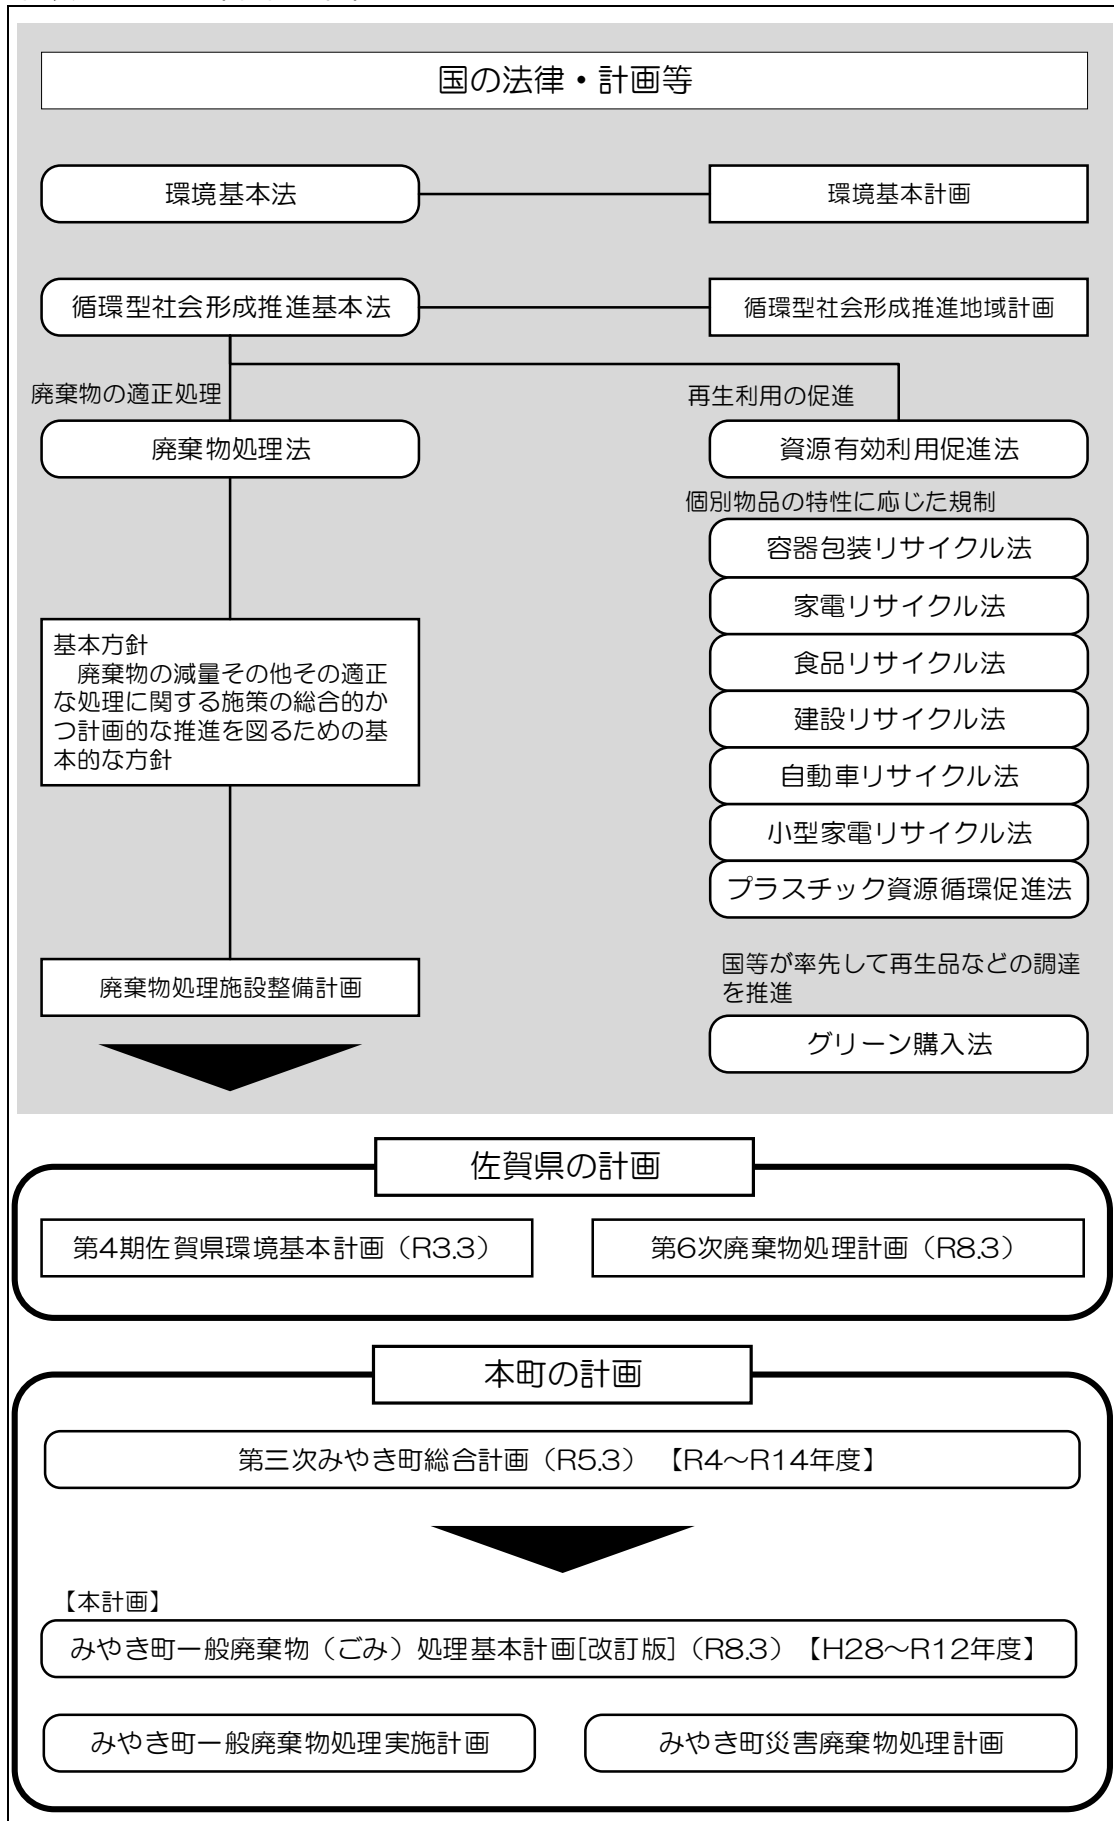 国の法律・計画等
環境基本法
環境基本計画
循環型社会形成推進基本法
循環型社会形成推進地域計画
廃棄物の適正処理
再生利用の促進
廃棄物処理法
資源有効利用促進法
個別物品の特性に応じた規制
容器包装リサイクル法
家電リサイクル法
食品リサイクル法
建設リサイクル法
自動車リサイクル法
小型家電リサイクル法
プラスチック資源循環促進法
基本方針
　廃棄物の減量その他その適正
な処理に関する施策の総合的か
つ計画的な推進を図るための基
本的な方針
廃棄物処理施設整備計画
国等が率先して再生品などの調達
を推進
グリーン購入法
佐賀県の計画
第4期佐賀県環境基本計画（R3.3）
第6次廃棄物処理計画（R8.3）
本町の計画
第三次みやき町総合計画（R5.3）【R4～R14年度】
【本計画】
みやき町一般廃棄物（ごみ）処理基本計画[改訂版]（R8.3）【H28～R12年度】
みやき町一般廃棄物処理実施計画
みやき町災害廃棄物処理計画